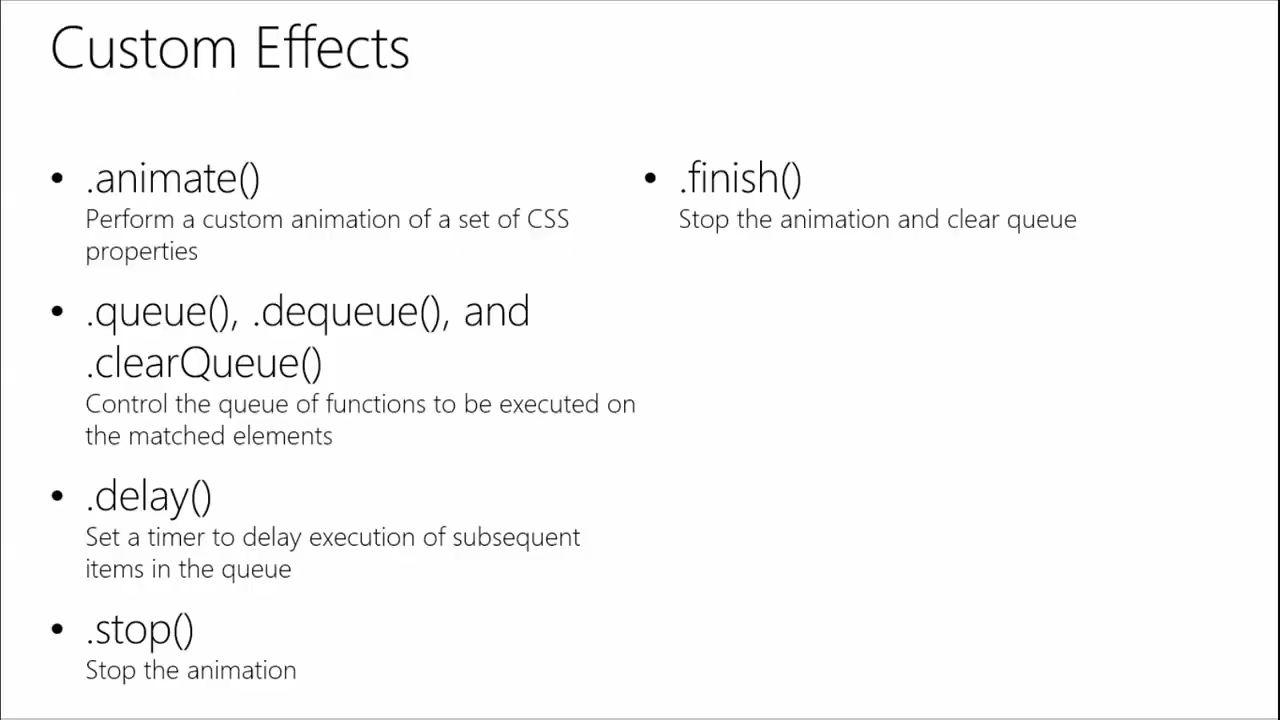 Custom Effects
• .animate()
Perform a custom animation of a set of CSS
properties
• .queue(), .dequeue(), and
.clearQueue()
Control the queue of functions to be executed on
the matched elements
• .delay()
Set a timer to delay execution of subsequent
items in the queue
• .stop()
Stop the animation
• .finish()
Stop the animation and clear queue